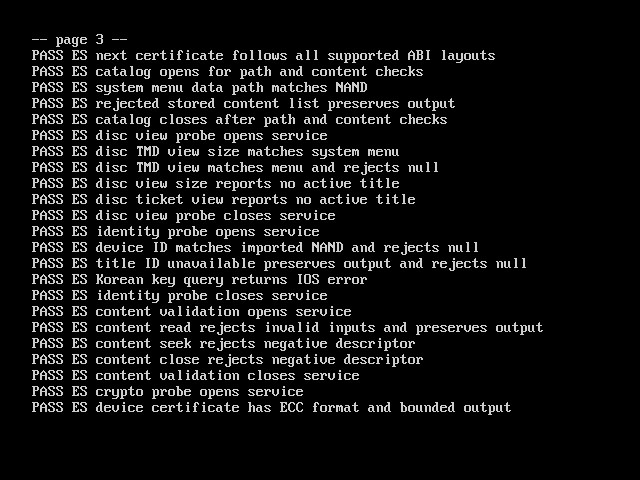 -- page 3 --
PASS ES next certificate follows all supported ABI layouts
PASS ES catalog opens for path and content checks
PASS ES system menu data path matches NAND
PASS ES rejected stored content list preserves output
PASS ES catalog closes after path and content checks
PASS ES disc view probe opens service
PASS ES disc TMD view size matches system menu
PASS ES disc TMD view matches menu and rejects null
PASS ES disc view size reports no active title
PASS ES disc ticket view reports no active title
PASS ES disc view probe closes service
PASS ES identity probe opens service
PASS ES device ID matches imported NAND and rejects null
PASS ES title ID unavailable preserves output and rejects null
PASS ES Korean key query returns IOS error
PASS ES identity probe closes service
PASS ES content validation opens service
PASS ES content read rejects invalid inputs and preserves output
PASS ES content seek rejects negative descriptor
PASS ES content close rejects negative descriptor
PASS ES content validation closes service
PASS ES crypto probe opens service
PASS ES device certificate has ECC format and bounded output